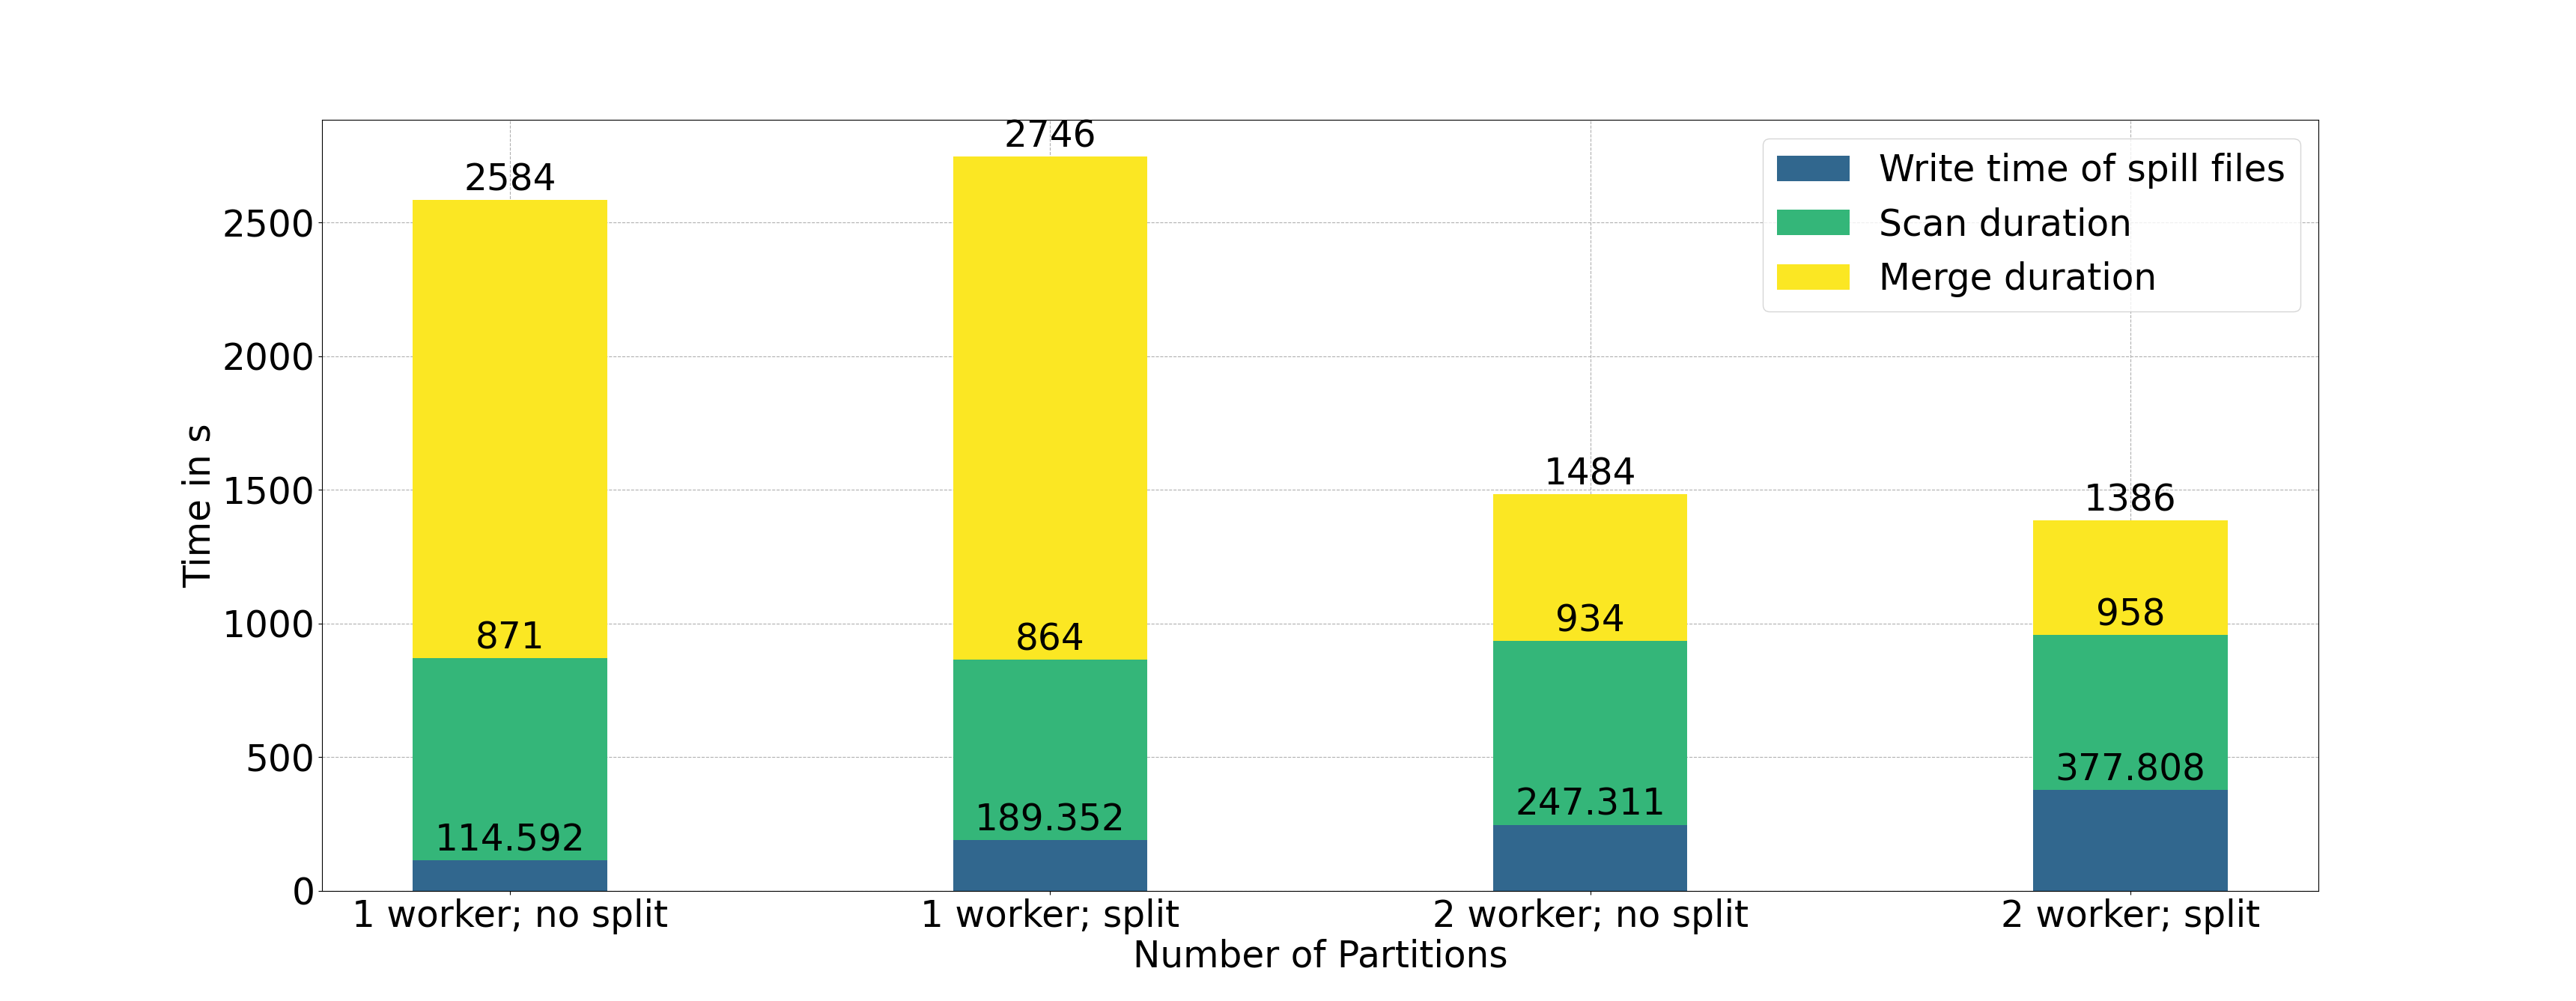 2584
2746
Write time of spill files
Scan duration
Merge duration
2500
2000
1500
1000
500
0
Time in s
1484
1386
871
864
934
958
114.592
189.352
247.311
377.808
1 worker; no split
1 worker; split
2 worker; no split
2 worker; split
Number of Partitions